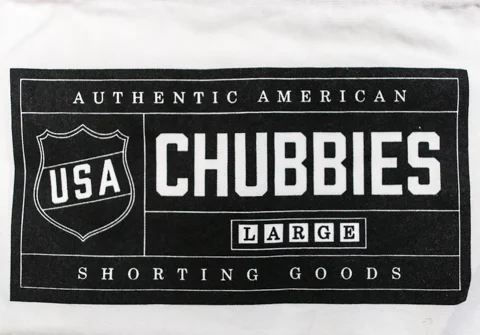 AUTHENTIC AMERICAN
USA
CHUBBIES
LARGE
SHORTING GOODS